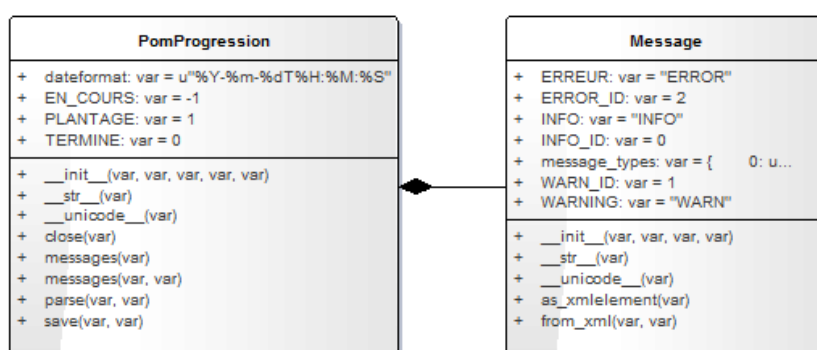 PomProgression
+ dateformat: var = u"%Y-%m-%dT%H:%M:%S"
+ EN_COURS: var = -1
+ PLANTAGE: var = 1
+ TERMINE: var = 0
+ __init__(var, var, var, var, var)
+ __str__(var)
+ __unicode__(var)
+ close(var)
+ messages(var)
+ messages(var, var)
+ parse(var, var)
+ save(var, var)
Message
+ ERREUR: var = "ERROR"
+ ERROR_ID: var = 2
+ INFO: var = "INFO"
+ INFO_ID: var = 0
+ message_types: var = { 0: u...
+ WARN_ID: var = 1
+ WARNING: var = "WARN"
+ __init__(var, var, var, var)
+ __str__(var)
+ __unicode__(var)
+ as_xmlelement(var)
+ from_xml(var, var)